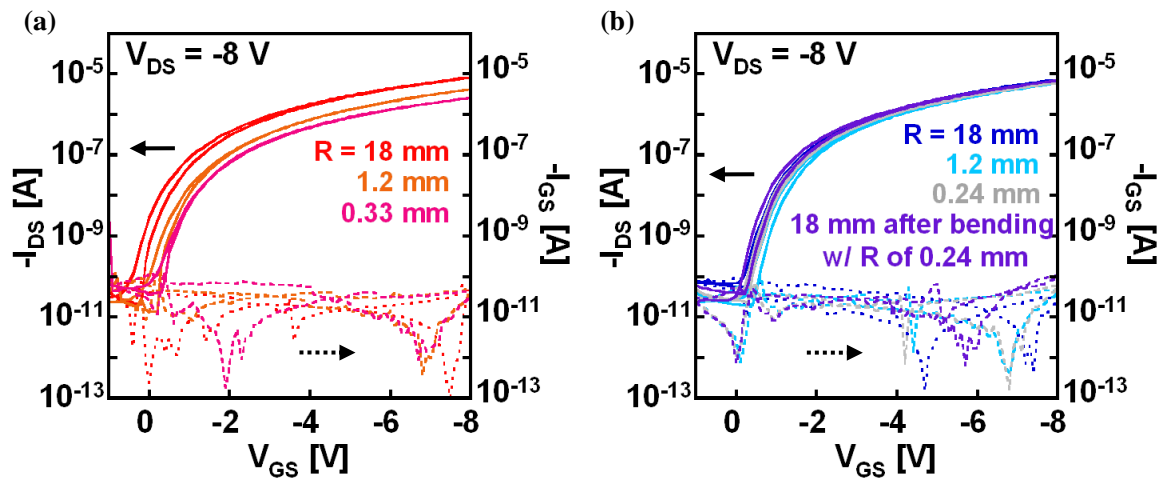 (a)
V_DS = -8 V
10^-5
10^-7
10^-9
10^-11
10^-13
-I_DS [A]
R = 18 mm
1.2 mm
0.33 mm
10^-5
10^-7
10^-9
10^-11
10^-13
-I_GS [A]
0 -2 -4 -6 -8
V_GS [V]
(b)
V_DS = -8 V
10^-5
10^-7
10^-9
10^-11
10^-13
-I_DS [A]
R = 18 mm
1.2 mm
0.24 mm
18 mm after bending
w/ R of 0.24 mm
10^-5
10^-7
10^-9
10^-11
10^-13
-I_GS [A]
0 -2 -4 -6 -8
V_GS [V]